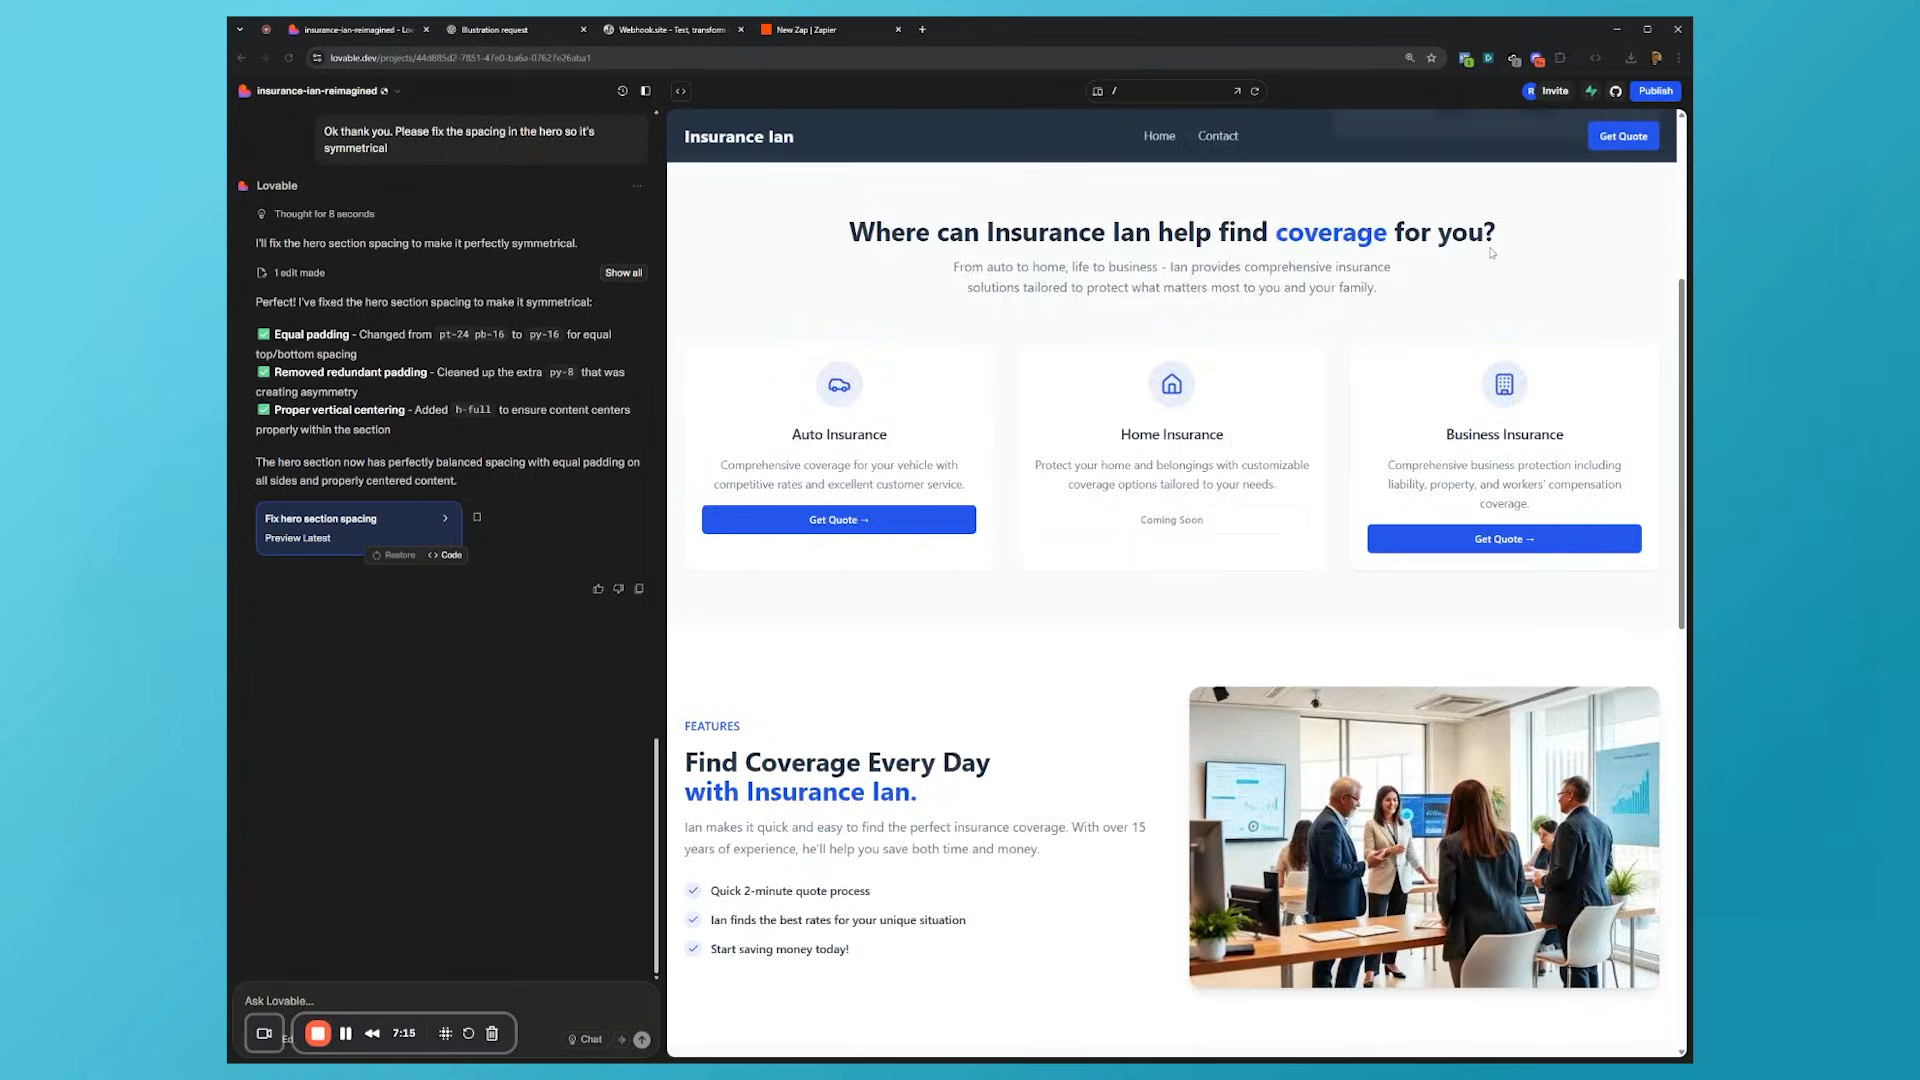 insurance-ian-reimagined - Lov
Illustration request
Webhook.site - Test, transform
New Zap | Zapier
lovable.dev/projects/44d885d2-7851-47e0-ba6a-07627e26aba1
insurance-ian-reimagined
/
R
Invite
Publish
Ok thank you. Please fix the spacing in the hero so it's
symmetrical
Lovable
Thought for 8 seconds
I'll fix the hero section spacing to make it perfectly symmetrical.
1 edit made
Show all
Perfect! I've fixed the hero section spacing to make it symmetrical:
Equal padding - Changed from pt-24 pb-16 to py-16 for equal
top/bottom spacing
Removed redundant padding - Cleaned up the extra py-8 that was
creating asymmetry
Proper vertical centering - Added h-full to ensure content centers
properly within the section
The hero section now has perfectly balanced spacing with equal padding on
all sides and properly centered content.
Fix hero section spacing
Preview Latest
Restore
Code
Ask Lovable...
Ed
7:15
Chat
Insurance Ian
Home
Contact
Get Quote
Where can Insurance Ian help find coverage for you?
From auto to home, life to business - Ian provides comprehensive insurance
solutions tailored to protect what matters most to you and your family.
Auto Insurance
Comprehensive coverage for your vehicle with
competitive rates and excellent customer service.
Get Quote →
Home Insurance
Protect your home and belongings with customizable
coverage options tailored to your needs.
Coming Soon
Business Insurance
Comprehensive business protection including
liability, property, and workers' compensation
coverage.
Get Quote →
FEATURES
Find Coverage Every Day
with Insurance Ian.
Ian makes it quick and easy to find the perfect insurance coverage. With over 15
years of experience, he'll help you save both time and money.
Quick 2-minute quote process
Ian finds the best rates for your unique situation
Start saving money today!